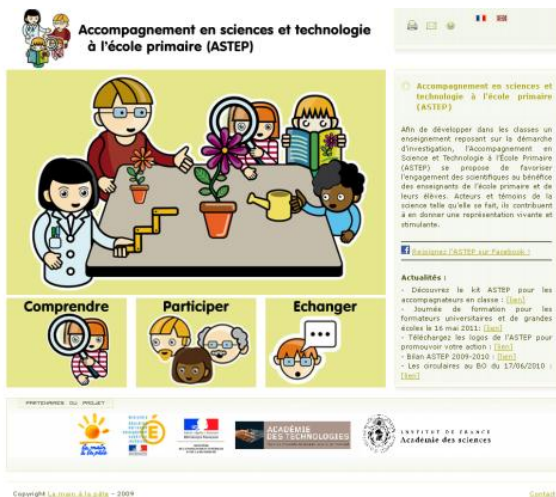 Accompagnement en sciences et technologie
à l'école primaire (ASTEP)
Accompagnement en sciences et
technologie à l'école primaire
(ASTEP)
Afin de développer dans les classes un
enseignement reposant sur la démarche
d'investigation, l'Accompagnement en
Science et Technologie à l'École Primaire
(ASTEP) se propose de favoriser
l'engagement des scientifiques au bénéfice
des enseignants de l'école primaire et de
leurs élèves. Acteurs et témoins de la
science telle qu'elle se fait, ils contribuent
à en donner une représentation vivante et
stimulante.
Rejoignez l'ASTEP sur Facebook !
Actualités :
- Découvrez le kit ASTEP pour les
accompagnateurs en classe : [lien]
- Journée de formation pour les
formateurs universitaires et de grandes
écoles le 16 mai 2011: [lien]
- Téléchargez les logos de l'ASTEP pour
promouvoir votre action : [lien]
- Bilan ASTEP 2009-2010 : [lien]
- Les circulaires au BO du 17/06/2010 :
[lien]
Comprendre
Participer
Echanger
PARTENAIRES DU PROJET
la main à la pâte
ACADÉMIE
DES TECHNOLOGIES
INSTITUT DE FRANCE
Académie des sciences
Copyright La main à la pâte - 2009
Contact